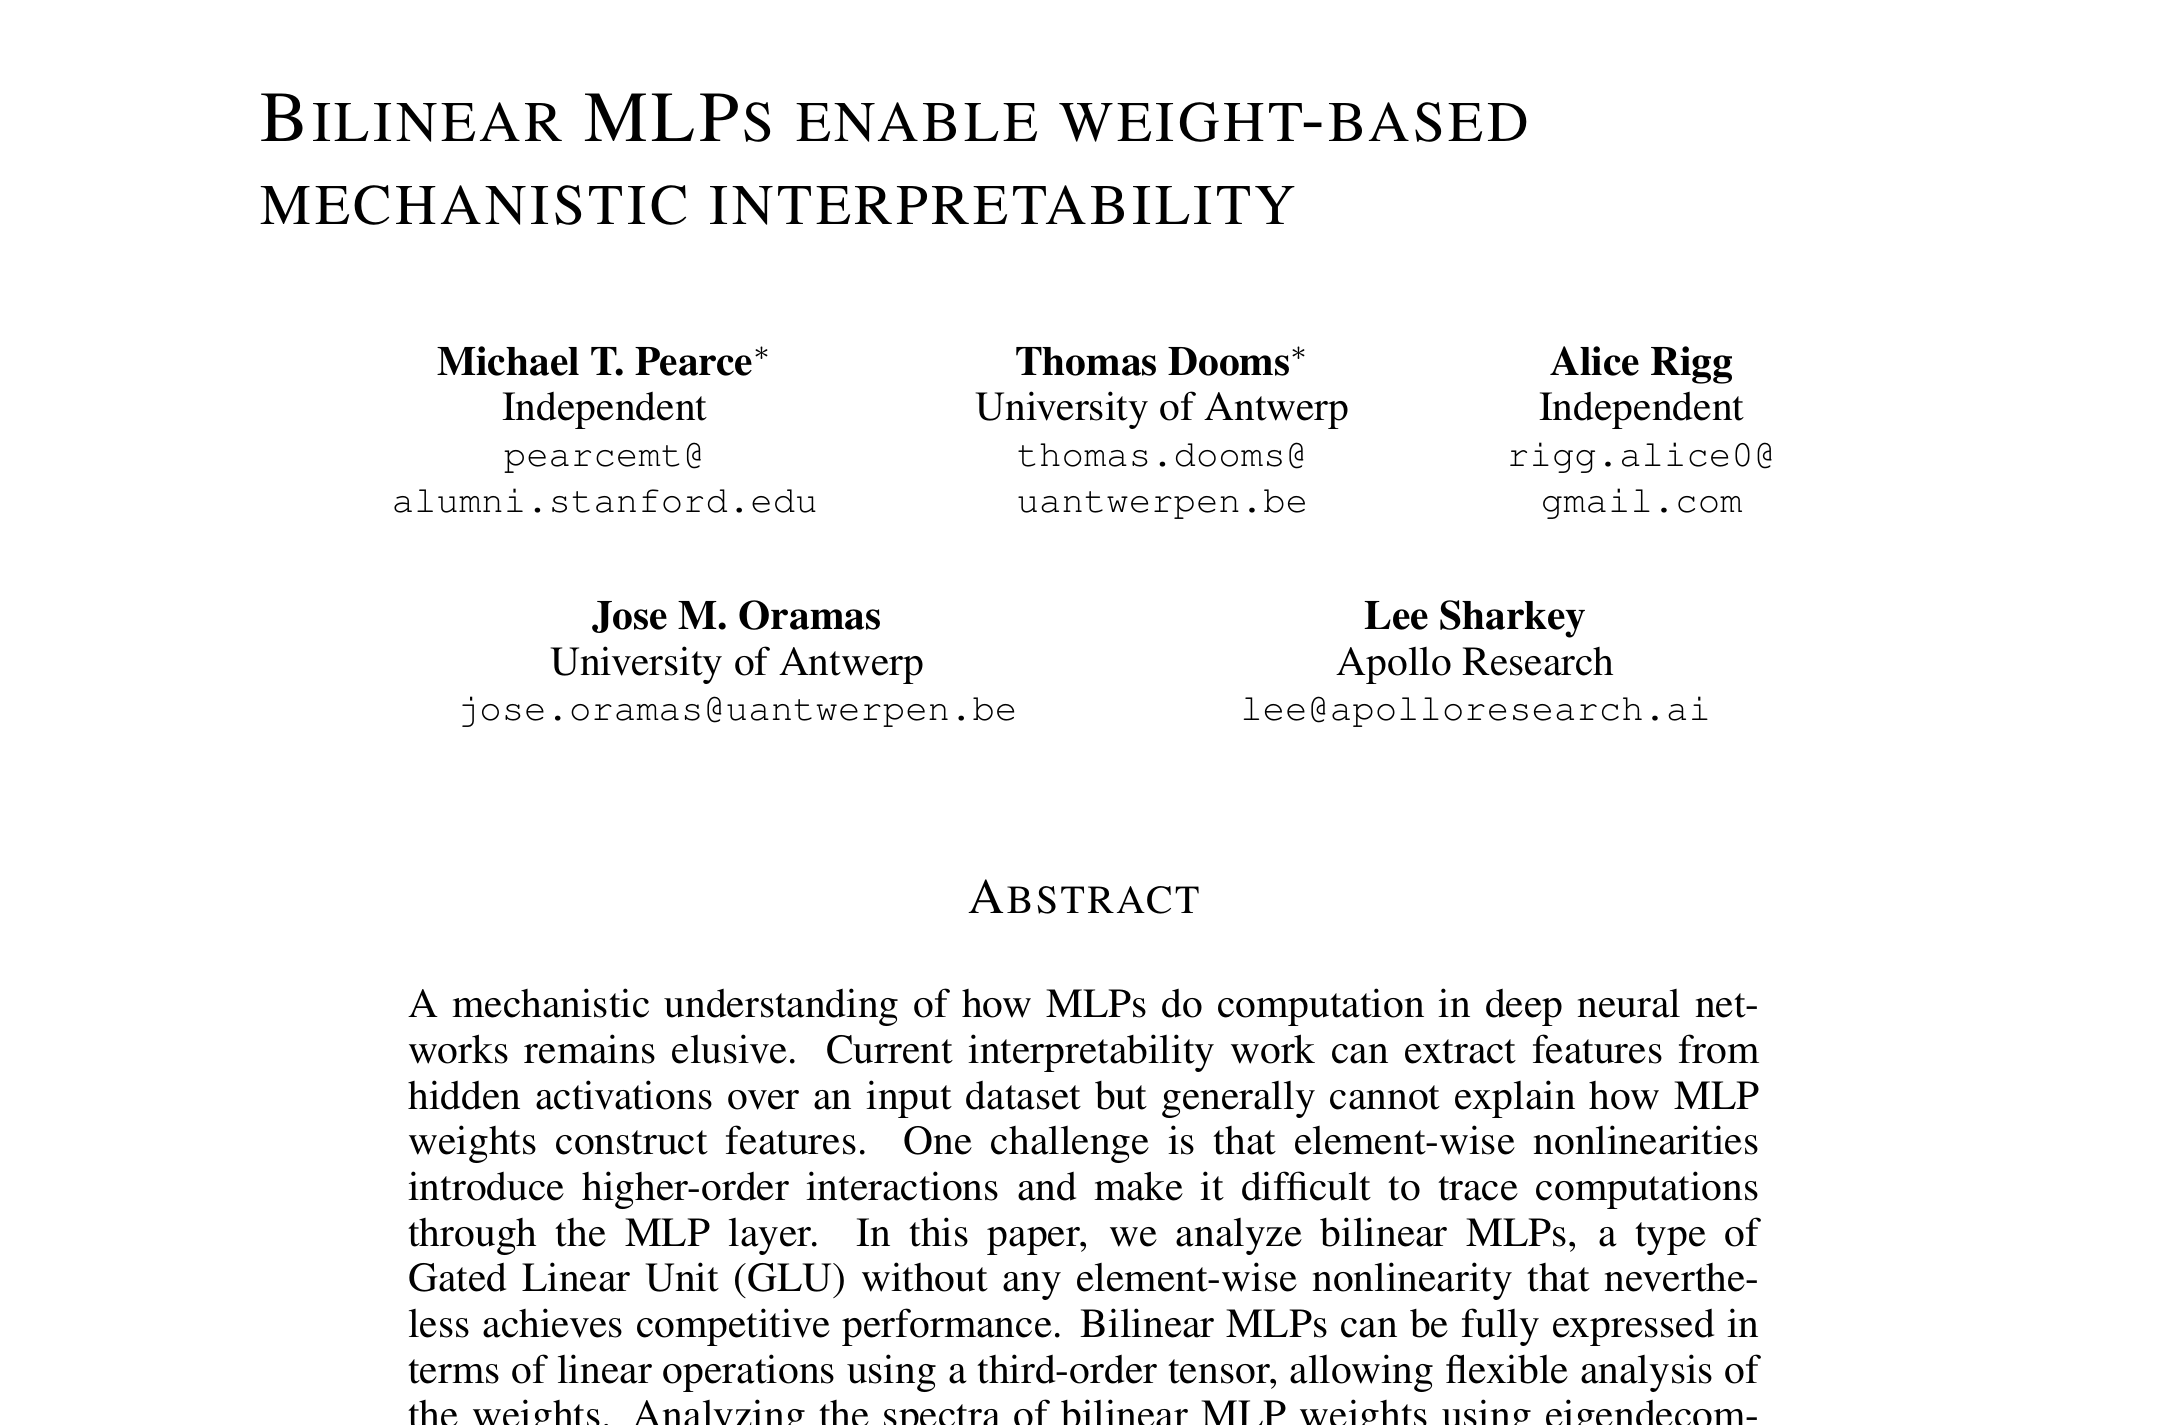 BILINEAR MLPS ENABLE WEIGHT-BASED
MECHANISTIC INTERPRETABILITY
Michael T. Pearce* Thomas Dooms* Alice Rigg
Independent University of Antwerp Independent
pearcemt@ thomas.dooms@ rigg.alice0@
alumni.stanford.edu uantwerpen.be gmail.com
Jose M. Oramas Lee Sharkey
University of Antwerp Apollo Research
jose.oramas@uantwerpen.be lee@apolloresearch.ai
ABSTRACT
A mechanistic understanding of how MLPs do computation in deep neural net-
works remains elusive. Current interpretability work can extract features from
hidden activations over an input dataset but generally cannot explain how MLP
weights construct features. One challenge is that element-wise nonlinearities
introduce higher-order interactions and make it difficult to trace computations
through the MLP layer. In this paper, we analyze bilinear MLPs, a type of
Gated Linear Unit (GLU) without any element-wise nonlinearity that neverthe-
less achieves competitive performance. Bilinear MLPs can be fully expressed in
terms of linear operations using a third-order tensor, allowing flexible analysis of
the weights. Analyzing the spectra of bilinear MLP weights using eigendecom-